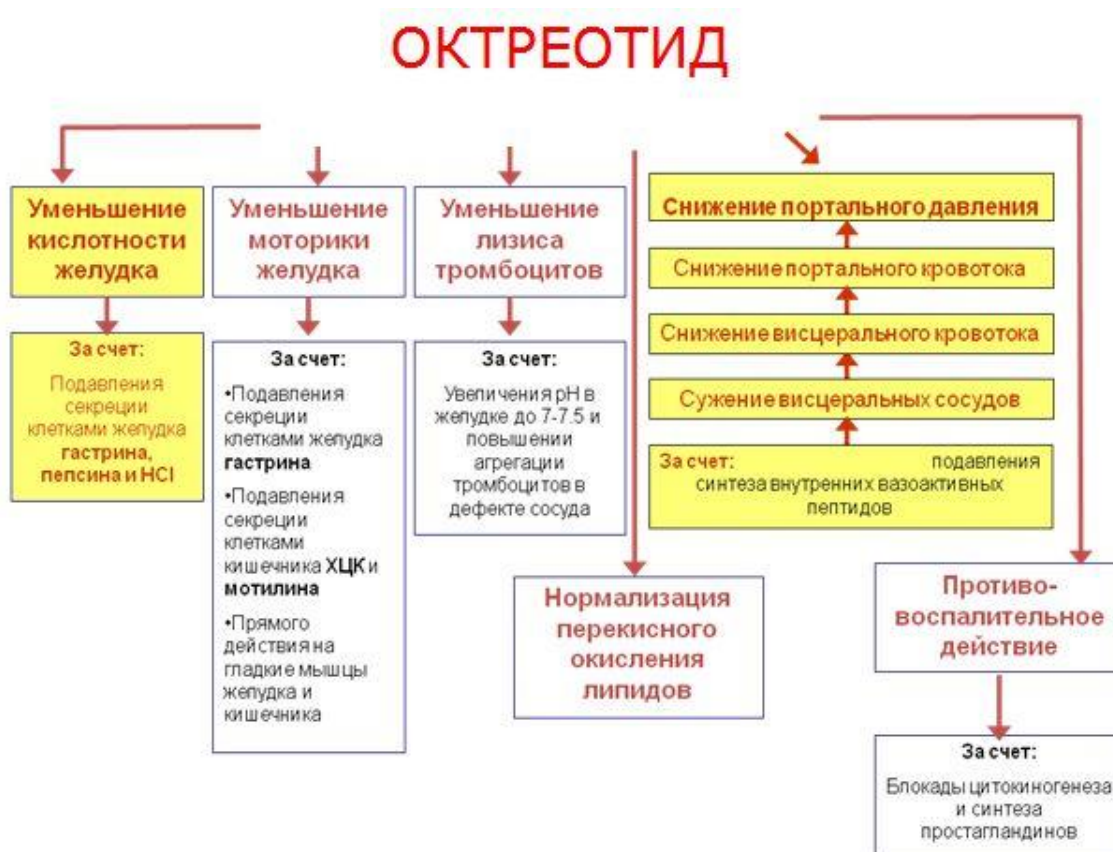 ОКТРЕОТИД
Уменьшение
кислотности
желудка
За счет:
Подавления
секреции
клетками желудка
гастрина,
пепсина и HCl
Уменьшение
моторики
желудка
За счет:
•Подавления
секреции
клетками желудка
гастрина
•Подавления
секреции
клетками
кишечника ХЦК и
мотилина
•Прямого
действия на
гладкие мышцы
желудка и
кишечника
Уменьшение
лизиса
тромбоцитов
За счет:
Увеличения pH в
желудке до 7-7.5 и
повышении
агрегации
тромбоцитов в
дефекте сосуда
Нормализация
перекисного
окисления
липидов
Снижение портального давления
Снижение портального кровотока
Снижение висцерального кровотока
Сужение висцеральных сосудов
За счет: подавления
синтеза внутренних вазоактивных
пептидов
Противо-
воспалительное
действие
За счет:
Блокады цитокиногенеза
и синтеза
простагландинов